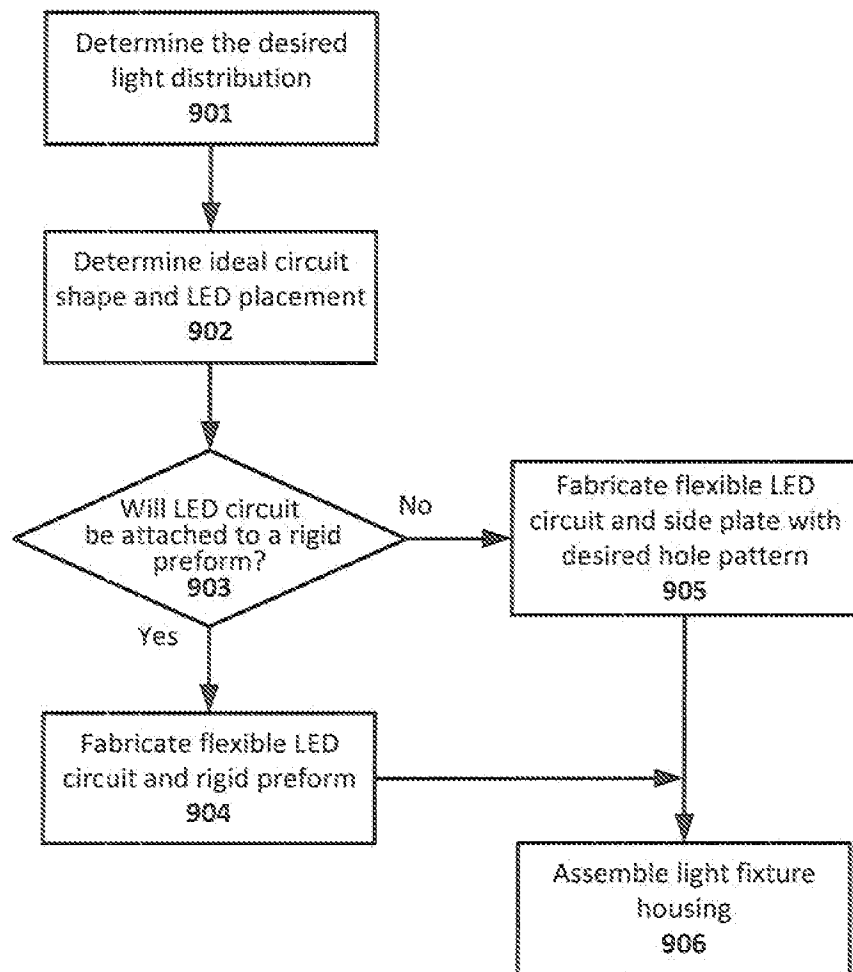 Determine the desired
light distribution
901
Determine ideal circuit
shape and LED placement
902
Will LED circuit
be attached to a rigid
preform?
903
No
Yes
Fabricate flexible LED
circuit and side plate with
desired hole pattern
905
Fabricate flexible LED
circuit and rigid preform
904
Assemble light fixture
housing
906